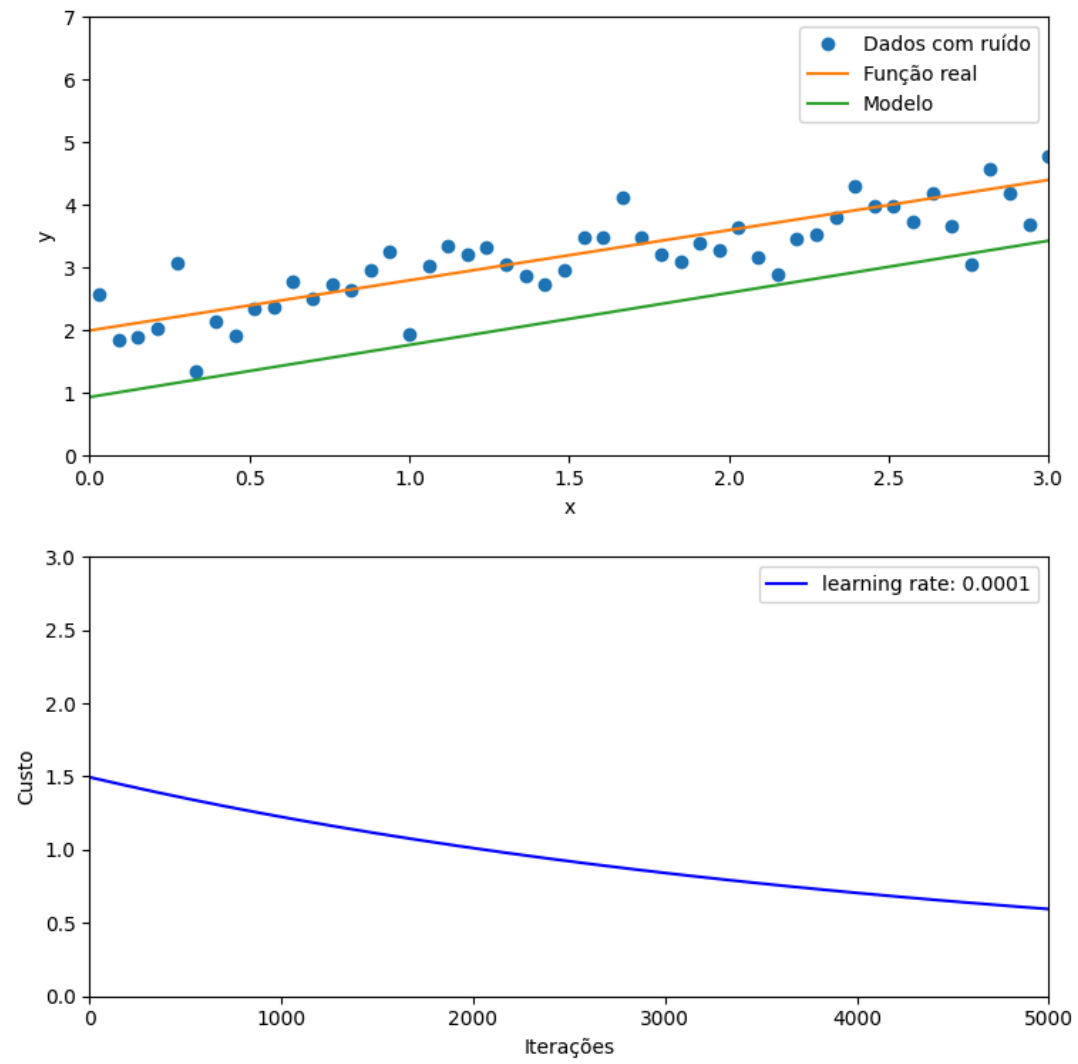 7
6
5
4
3
2
1
0
y
Dados com ruído
Função real
Modelo
0.0 0.5 1.0 1.5 2.0 2.5 3.0
x
3.0
2.5
2.0
1.5
1.0
0.5
0.0
Custo
learning rate: 0.0001
0 1000 2000 3000 4000 5000
Iterações